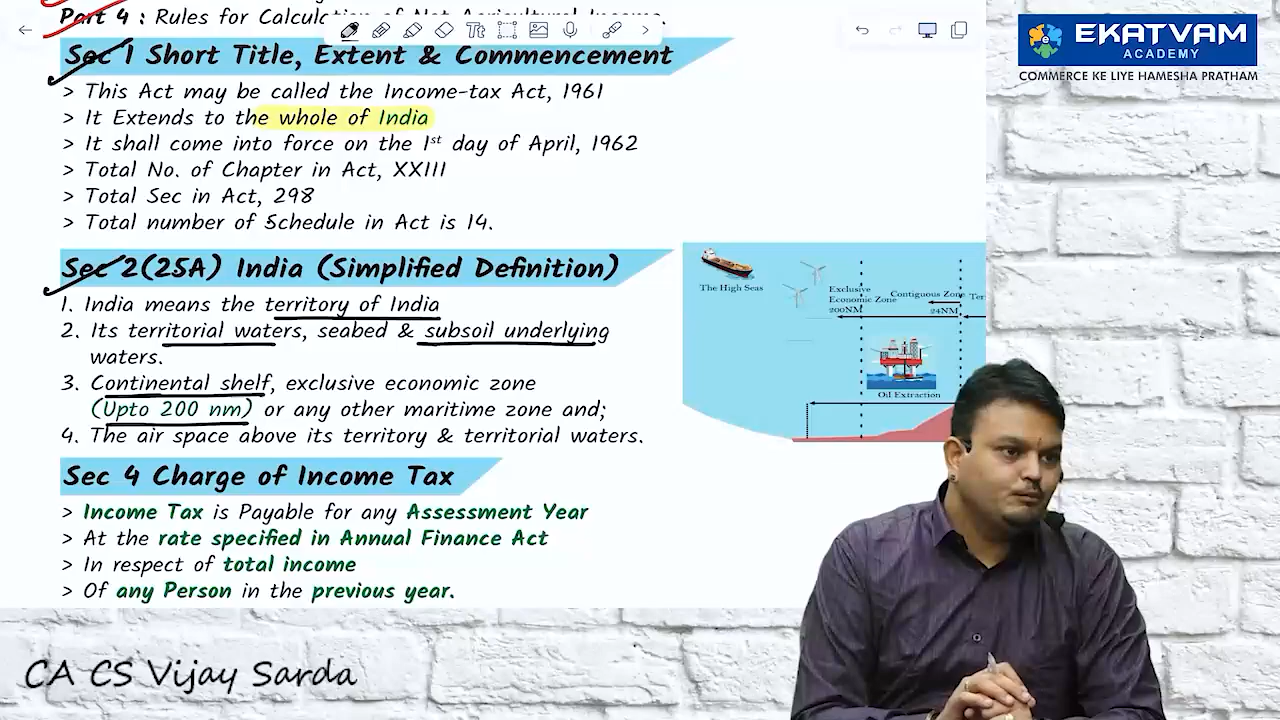 Part 4 : Rules for Calculation of Net Agricultural Income.
Sec 1 Short Title, Extent & Commencement
> This Act may be called the Income-tax Act, 1961
> It Extends to the whole of India
> It shall come into force on the 1st day of April, 1962
> Total No. of Chapter in Act, XXIII
> Total Sec in Act, 298
> Total number of Schedule in Act is 14.
Sec 2(25A) India (Simplified Definition)
1. India means the territory of India
2. Its territorial waters, seabed & subsoil underlying
waters.
3. Continental shelf, exclusive economic zone
(Upto 200 nm) or any other maritime zone and;
4. The air space above its territory & territorial waters.
The High Seas
Exclusive
Economic Zone
200NM
Contiguous Zone
24NM
Oil Extraction
Sec 4 Charge of Income Tax
> Income Tax is Payable for any Assessment Year
> At the rate specified in Annual Finance Act
> In respect of total income
> Of any Person in the previous year.
Tt
EKATVAM
ACADEMY
COMMERCE KE LIYE HAMESHA PRATHAM
CA CS Vijay Sarda